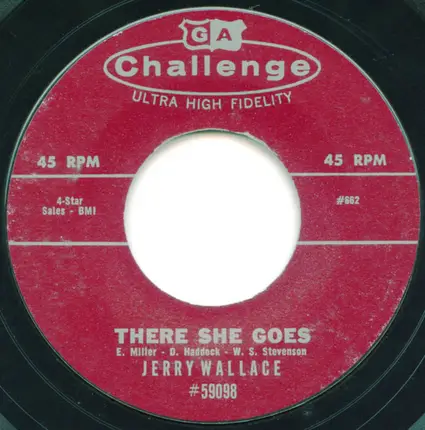 GA
Challenge
ULTRA HIGH FIDELITY
45 RPM
45 RPM
4-Star
Sales - BMI
#662
THERE SHE GOES
E. Miller - D. Haddock - W. S. Stevenson
JERRY WALLACE
#59098